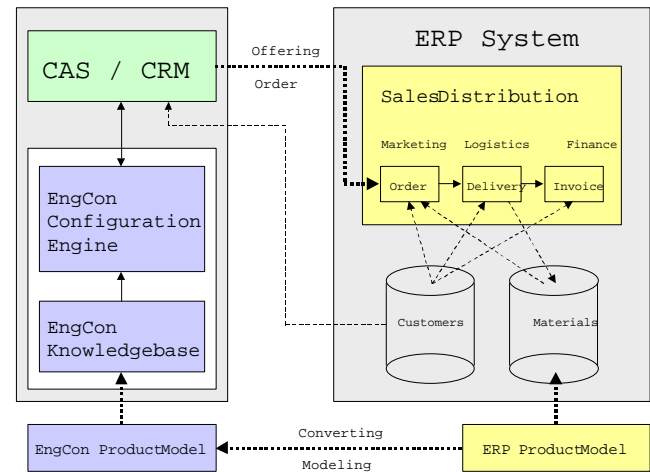 CAS / CRM
Offering
Order
ERP System
SalesDistribution
Marketing
Logistics
Finance
Order
Delivery
Invoice
EngCon
Configuration
Engine
EngCon
Knowledgebase
Customers
Materials
EngCon ProductModel
Converting
Modeling
ERP ProductModel